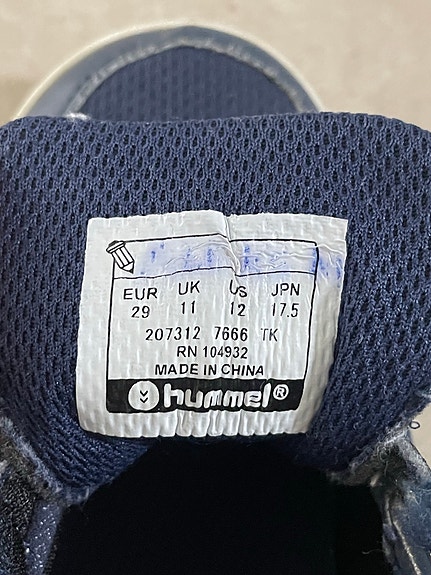 EUR UK US JPN
29 11 12 17.5
207312 7666 TK
RN 104932
MADE IN CHINA
hummel®